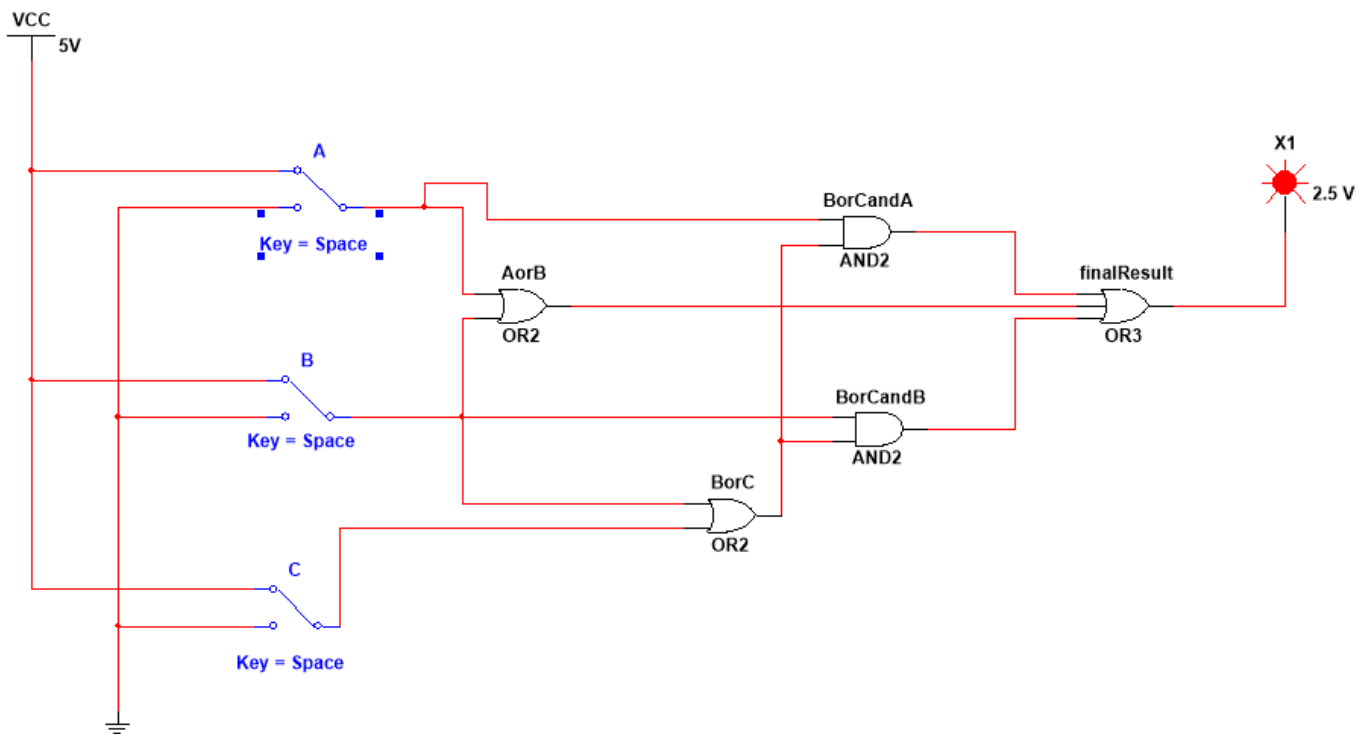 VCC
5V
A
Key = Space
X1
2.5 V
BorCandA
AND2
AorB
OR2
finalResult
OR3
B
Key = Space
BorCandB
AND2
BorC
OR2
C
Key = Space